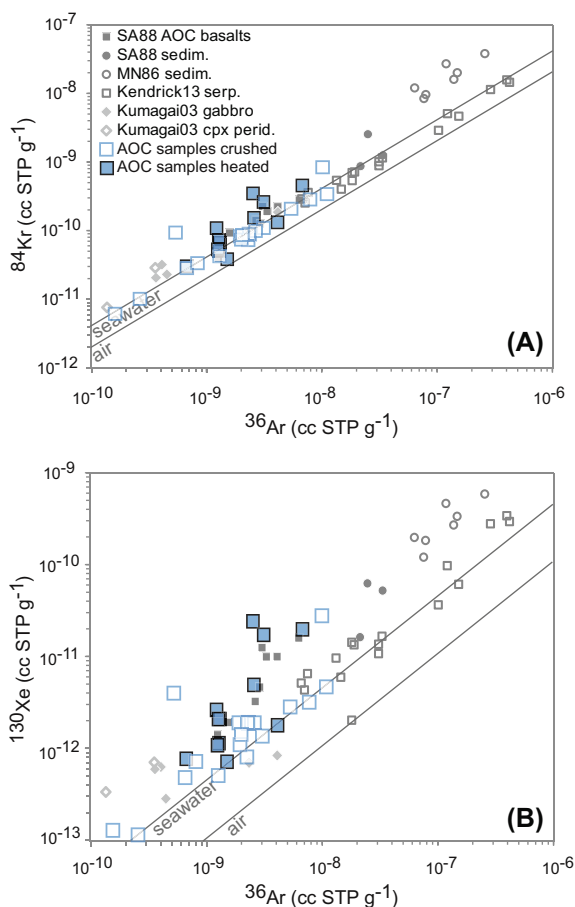 (A)
SA88 AOC basalts
SA88 sedim.
MN86 sedim.
Kendrick13 serp.
Kumagai03 gabbro
Kumagai03 cpx perid.
AOC samples crushed
AOC samples heated
⁸⁴Kr (cc STP g⁻¹)
10⁻⁷
10⁻⁸
10⁻⁹
10⁻¹⁰
10⁻¹¹
10⁻¹²
seawater
air
(A)
10⁻¹⁰ 10⁻⁹ 10⁻⁸ 10⁻⁷ 10⁻⁶
³⁶Ar (cc STP g⁻¹)
¹³⁰Xe (cc STP g⁻¹)
10⁻⁹
10⁻¹⁰
10⁻¹¹
10⁻¹²
10⁻¹³
seawater
air
(B)
10⁻¹⁰ 10⁻⁹ 10⁻⁸ 10⁻⁷ 10⁻⁶
³⁶Ar (cc STP g⁻¹)